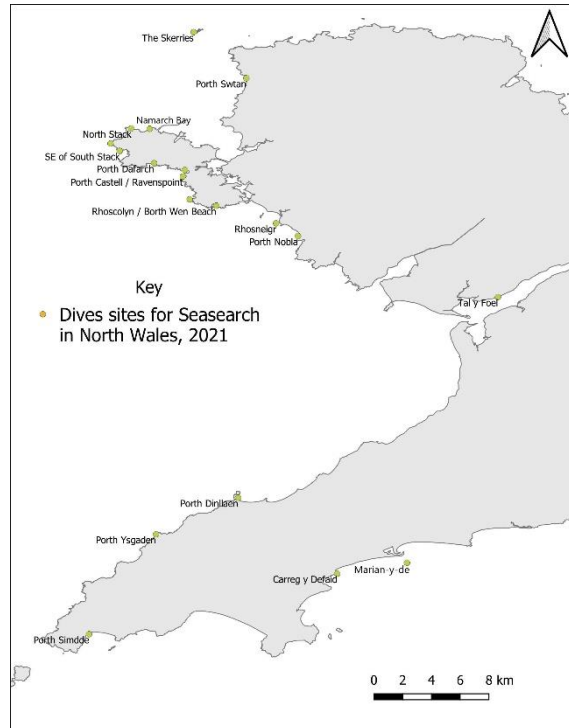 The Skerries
Porth Swtan
Namarch Bay
North Stack
SE of South Stack
Porth Dafarch
Porth Castell / Ravenspoint
Rhoscolyn / Borth Wen Beach
Rhosneigr
Porth Nobla
Key
Dives sites for Seasearch
in North Wales, 2021
Tal y Foel
Porth Dinllaen
Porth Ysgaden
Carreg y Defaid
Marian-y-de
Porth Simdde
0 2 4 6 8 km